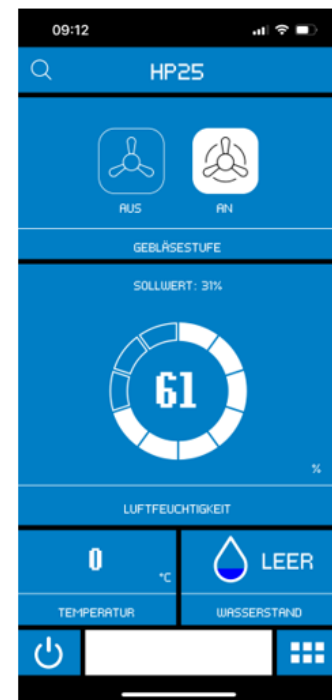 09:12
HP25
AUS AN
GEBLÄSESTUFE
SOLLWERT: 31%
61
%
LUFTFEUCHTIGKEIT
0 °C
LEER
TEMPERATUR
WASSERSTAND